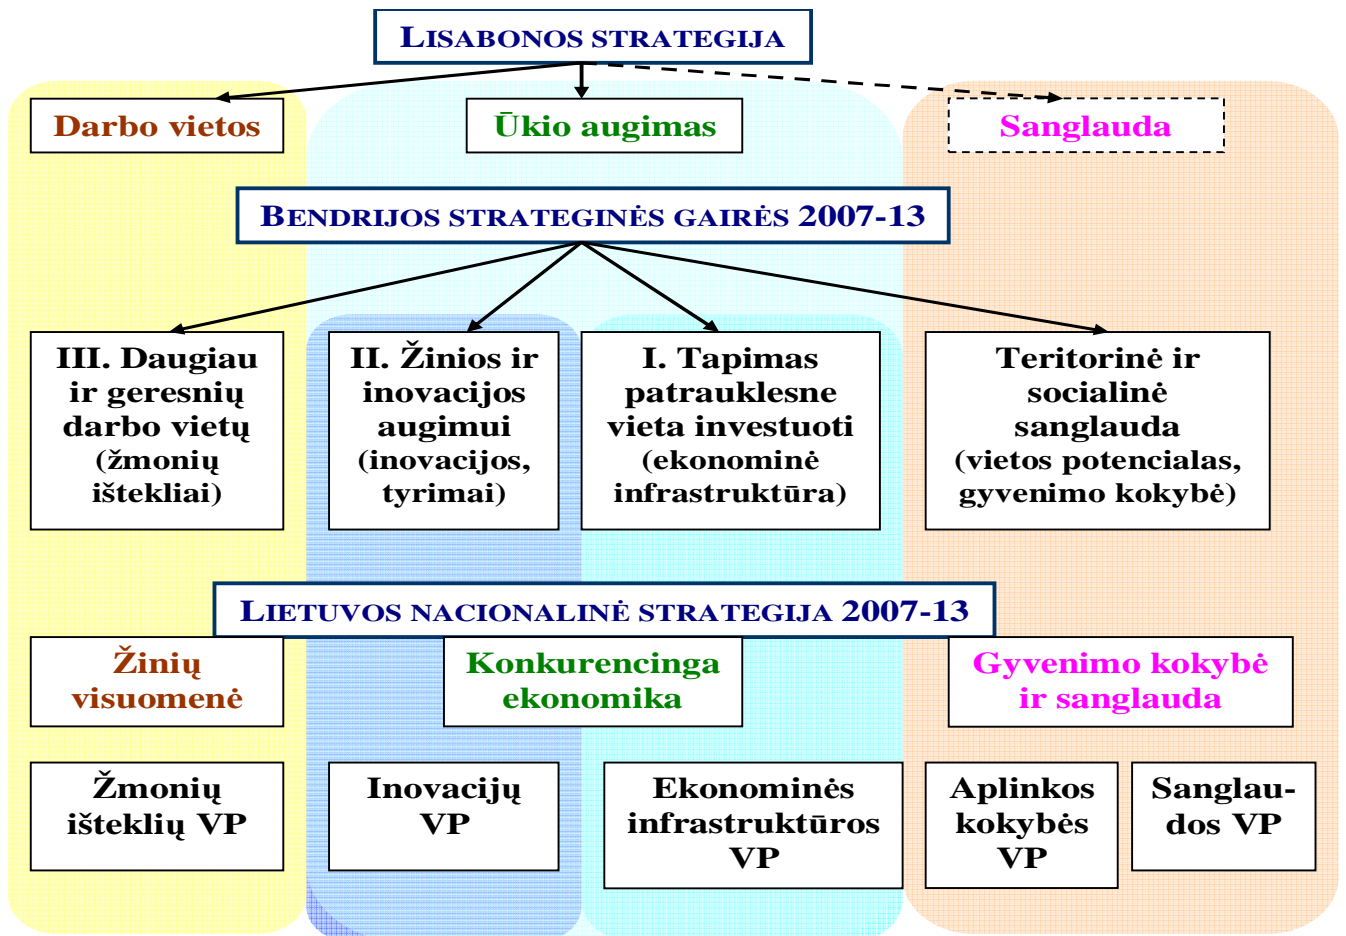 LISABONOS STRATEGIJA
Darbo vietos
Ūkio augimas
Sanglauda
BENDRIJOS STRATEGINĖS GAIRĖS 2007-13
III. Daugiau
ir geresnių
darbo vietų
(žmonių
ištekliai)
II. Žinios ir
inovacijos
augimui
(inovacijos,
tyrimai)
I. Tapimas
patrauklesne
vieta investuoti
(ekonominė
infrastruktūra)
Teritorinė ir
socialinė
sanglauda
(vietos potencialas,
gyvenimo kokybė)
LIETUVOS NACIONALINĖ STRATEGIJA 2007-13
Žinių
visuomenė
Konkurencinga
ekonomika
Gyvenimo kokybė
ir sanglauda
Žmonių
išteklių VP
Inovacijų
VP
Ekonominės
infrastruktūros
VP
Aplinkos
kokybės
VP
Sanglau-
dos VP